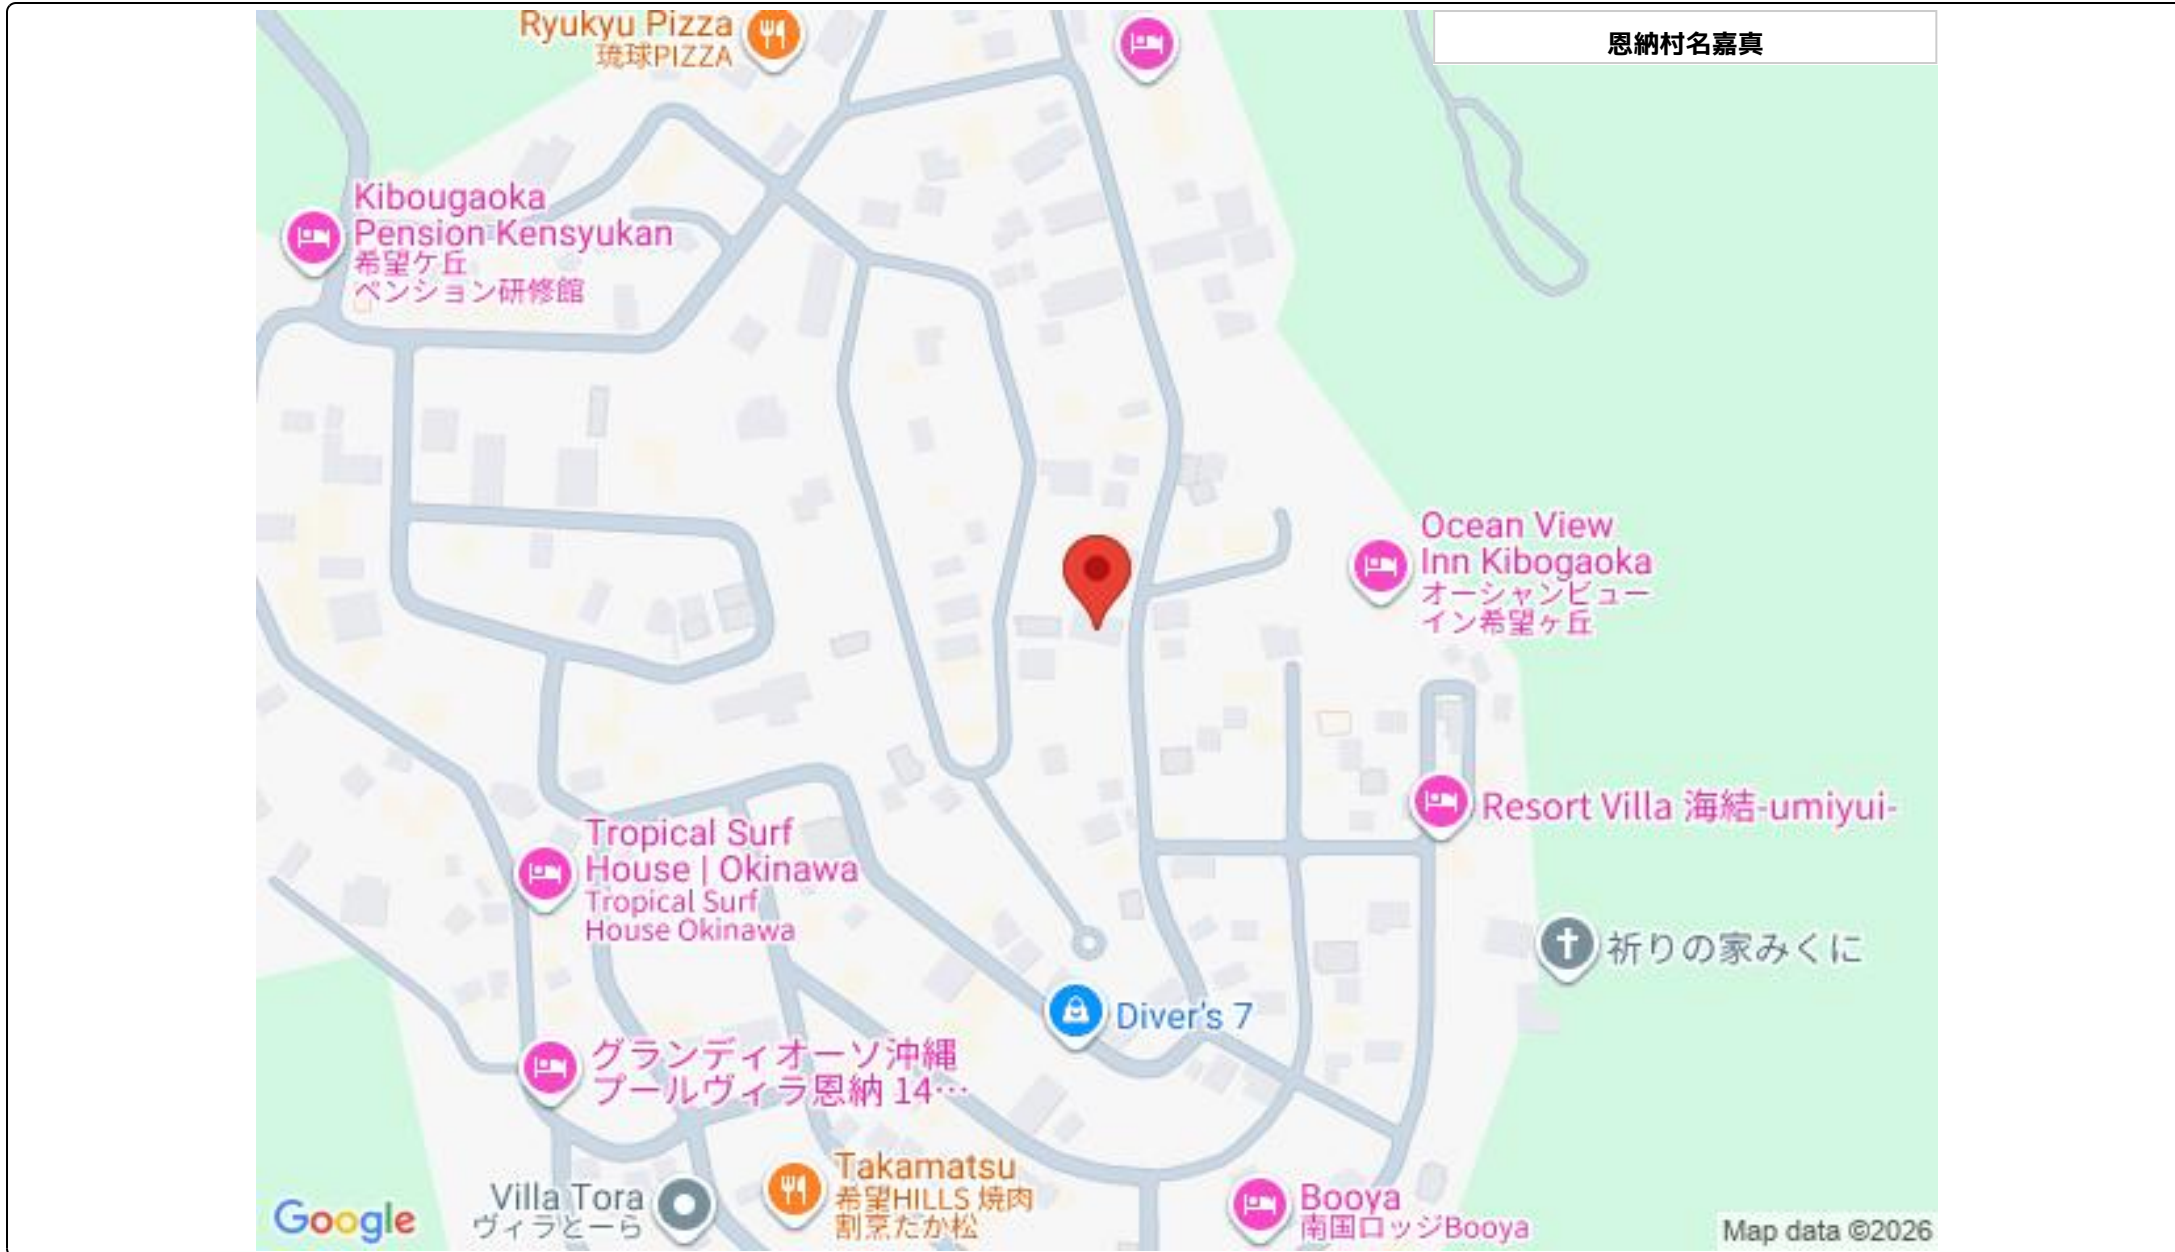 Ryukyu Pizza
琉球PIZZA
恩納村名嘉真
Kibougaoka
Pension Kensyukan
希望ケ丘
ペンション研修館
Ocean View
Inn Kibogaoka
オーシャンビュー
イン希望ヶ丘
Resort Villa 海結-umiyui-
Tropical Surf
House | Okinawa
Tropical Surf
House Okinawa
祈りの家みくに
Diver's 7
グランディオーソ沖縄
プールヴィラ恩納 14…
Takamatsu
希望HILLS 焼肉
割烹たか松
Villa Tora
ヴィラとーら
Booya
南国ロッジBooya
Google
Map data ©2026